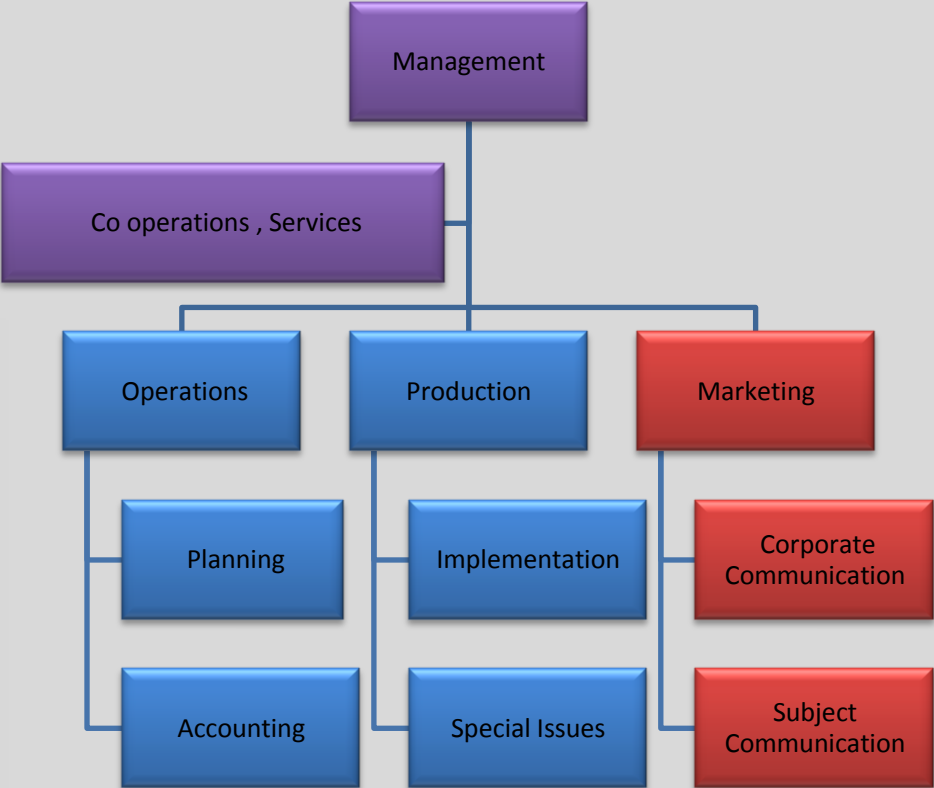 Management
Co operations , Services
Operations
Production
Marketing
Planning
Implementation
Corporate
Communication
Accounting
Special Issues
Subject
Communication